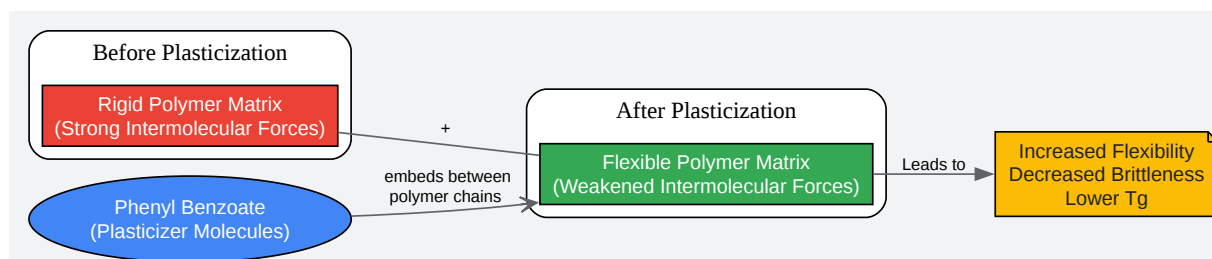 Before Plasticization
Rigid Polymer Matrix
(Strong Intermolecular Forces)
+
After Plasticization
Flexible Polymer Matrix
(Weakened Intermolecular Forces)
embeds between
polymer chains
Phenyl Benzoate
(Plasticizer Molecules)
Leads to
Increased Flexibility
Decreased Brittleness
Lower Tg